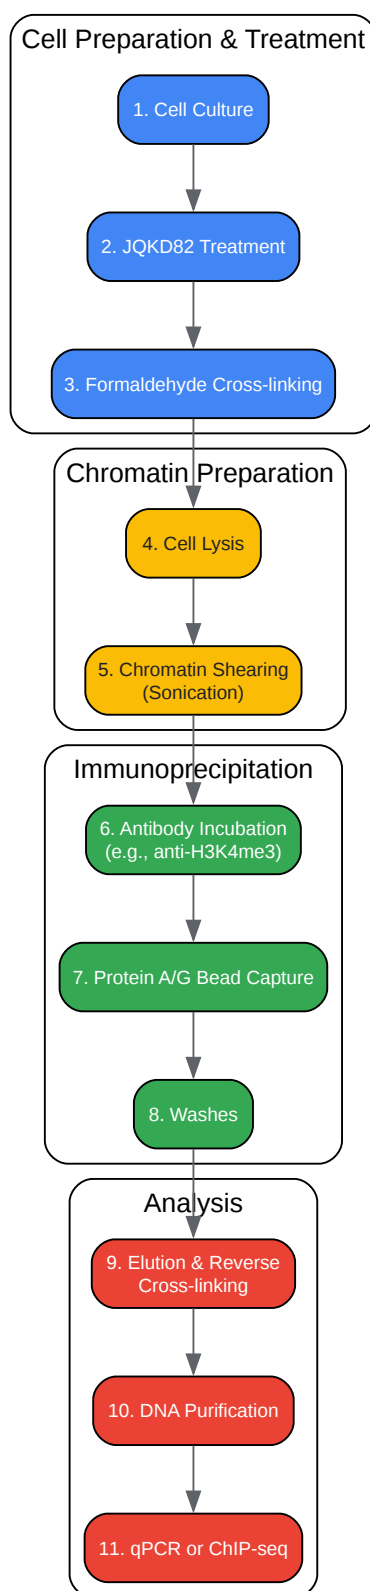 Cell Preparation & Treatment
1. Cell Culture
2. JQKD82 Treatment
3. Formaldehyde Cross-linking
Chromatin Preparation
4. Cell Lysis
5. Chromatin Shearing
(Sonication)
Immunoprecipitation
6. Antibody Incubation
(e.g., anti-H3K4me3)
7. Protein A/G Bead Capture
8. Washes
Analysis
9. Elution & Reverse
Cross-linking
10. DNA Purification
11. qPCR or ChIP-seq